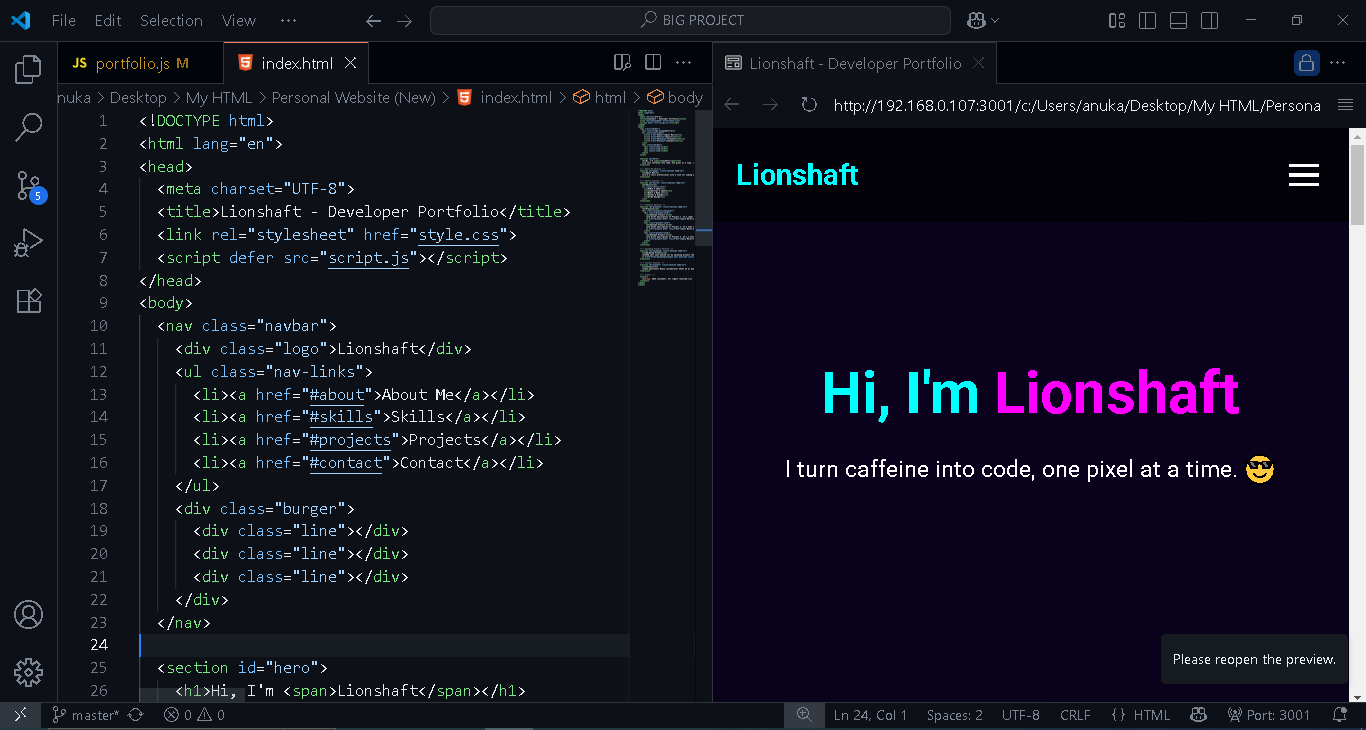 File Edit Selection View ··· BIG PROJECT
JS portfolio.js M index.html
Lionshaft - Developer Portfolio
nuka > Desktop > My HTML > Personal Website (New) > index.html > html > body
http://192.168.0.107:3001/c:/Users/anuka/Desktop/My HTML/Persona
1 <!DOCTYPE html>
2 <html lang="en">
3 <head>
4 <meta charset="UTF-8">
5 <title>Lionshaft - Developer Portfolio</title>
6 <link rel="stylesheet" href="style.css">
7 <script defer src="script.js"></script>
8 </head>
9 <body>
10 <nav class="navbar">
11 <div class="logo">Lionshaft</div>
12 <ul class="nav-links">
13 <li><a href="#about">About Me</a></li>
14 <li><a href="#skills">Skills</a></li>
15 <li><a href="#projects">Projects</a></li>
16 <li><a href="#contact">Contact</a></li>
17 </ul>
18 <div class="burger">
19 <div class="line"></div>
20 <div class="line"></div>
21 <div class="line"></div>
22 </div>
23 </nav>
24
25 <section id="hero">
26 <h1>Hi, I'm <span>Lionshaft</span></h1>
5
Lionshaft
Hi, I'm Lionshaft
I turn caffeine into code, one pixel at a time. 😎
Please reopen the preview.
master* 0 0 Ln 24, Col 1 Spaces: 2 UTF-8 CRLF {} HTML Port: 3001